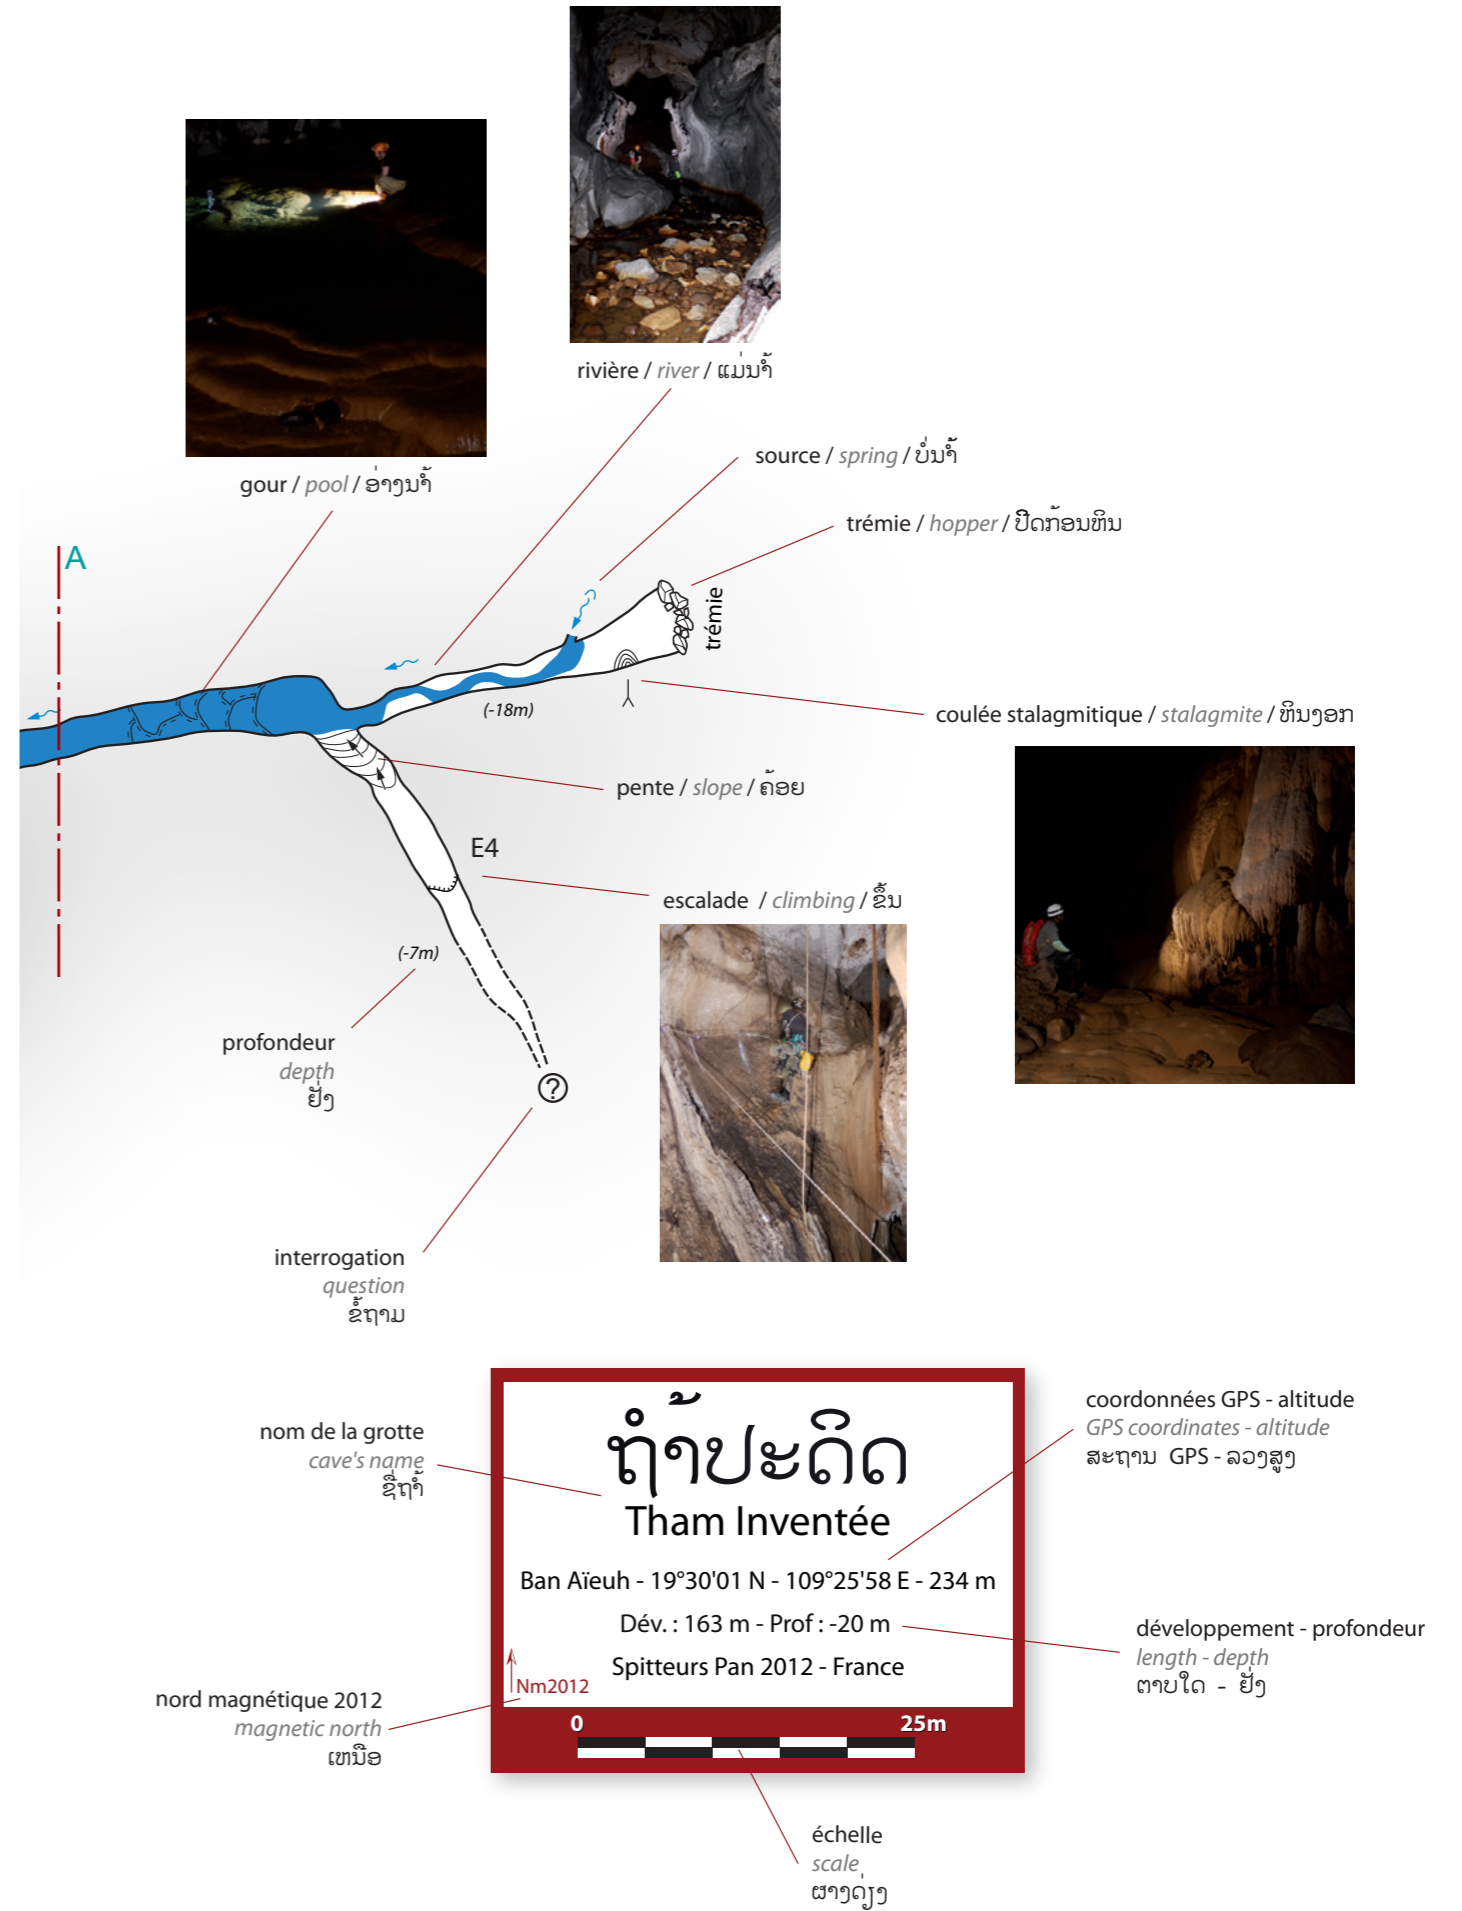 rivière / river / ແມ່ນ້ຳ
source / spring / ບໍ່ນ້ຳ
gour / pool / ອ່າງນ້ຳ
trémie / hopper / ປີດກ້ອນຫິນ
A
trémie
(-18m)
coulée stalagmitique / stalagmite / ຫິນງອກ
pente / slope / ຄ້ອຍ
E4
escalade / climbing / ຂຶ້ນ
(-7m)
profondeur
depth
ຢັ່ງ
?
interrogation
question
ຂໍ້ຖາມ
nom de la grotte
cave's name
ຊື່ຖ້ຳ
ຖ້ຳປະດິດ
Tham Inventée
Ban Aïeuh - 19°30'01 N - 109°25'58 E - 234 m
Dév. : 163 m - Prof : -20 m
Spitteurs Pan 2012 - France
Nm2012
0 25m
coordonnées GPS - altitude
GPS coordinates - altitude
ສະຖານ GPS - ລວງສູງ
développement - profondeur
length - depth
ຕາບໃດ - ຢັ່ງ
nord magnétique 2012
magnetic north
ເຫນືອ
échelle
scale
ຜາງດ່ຽງ